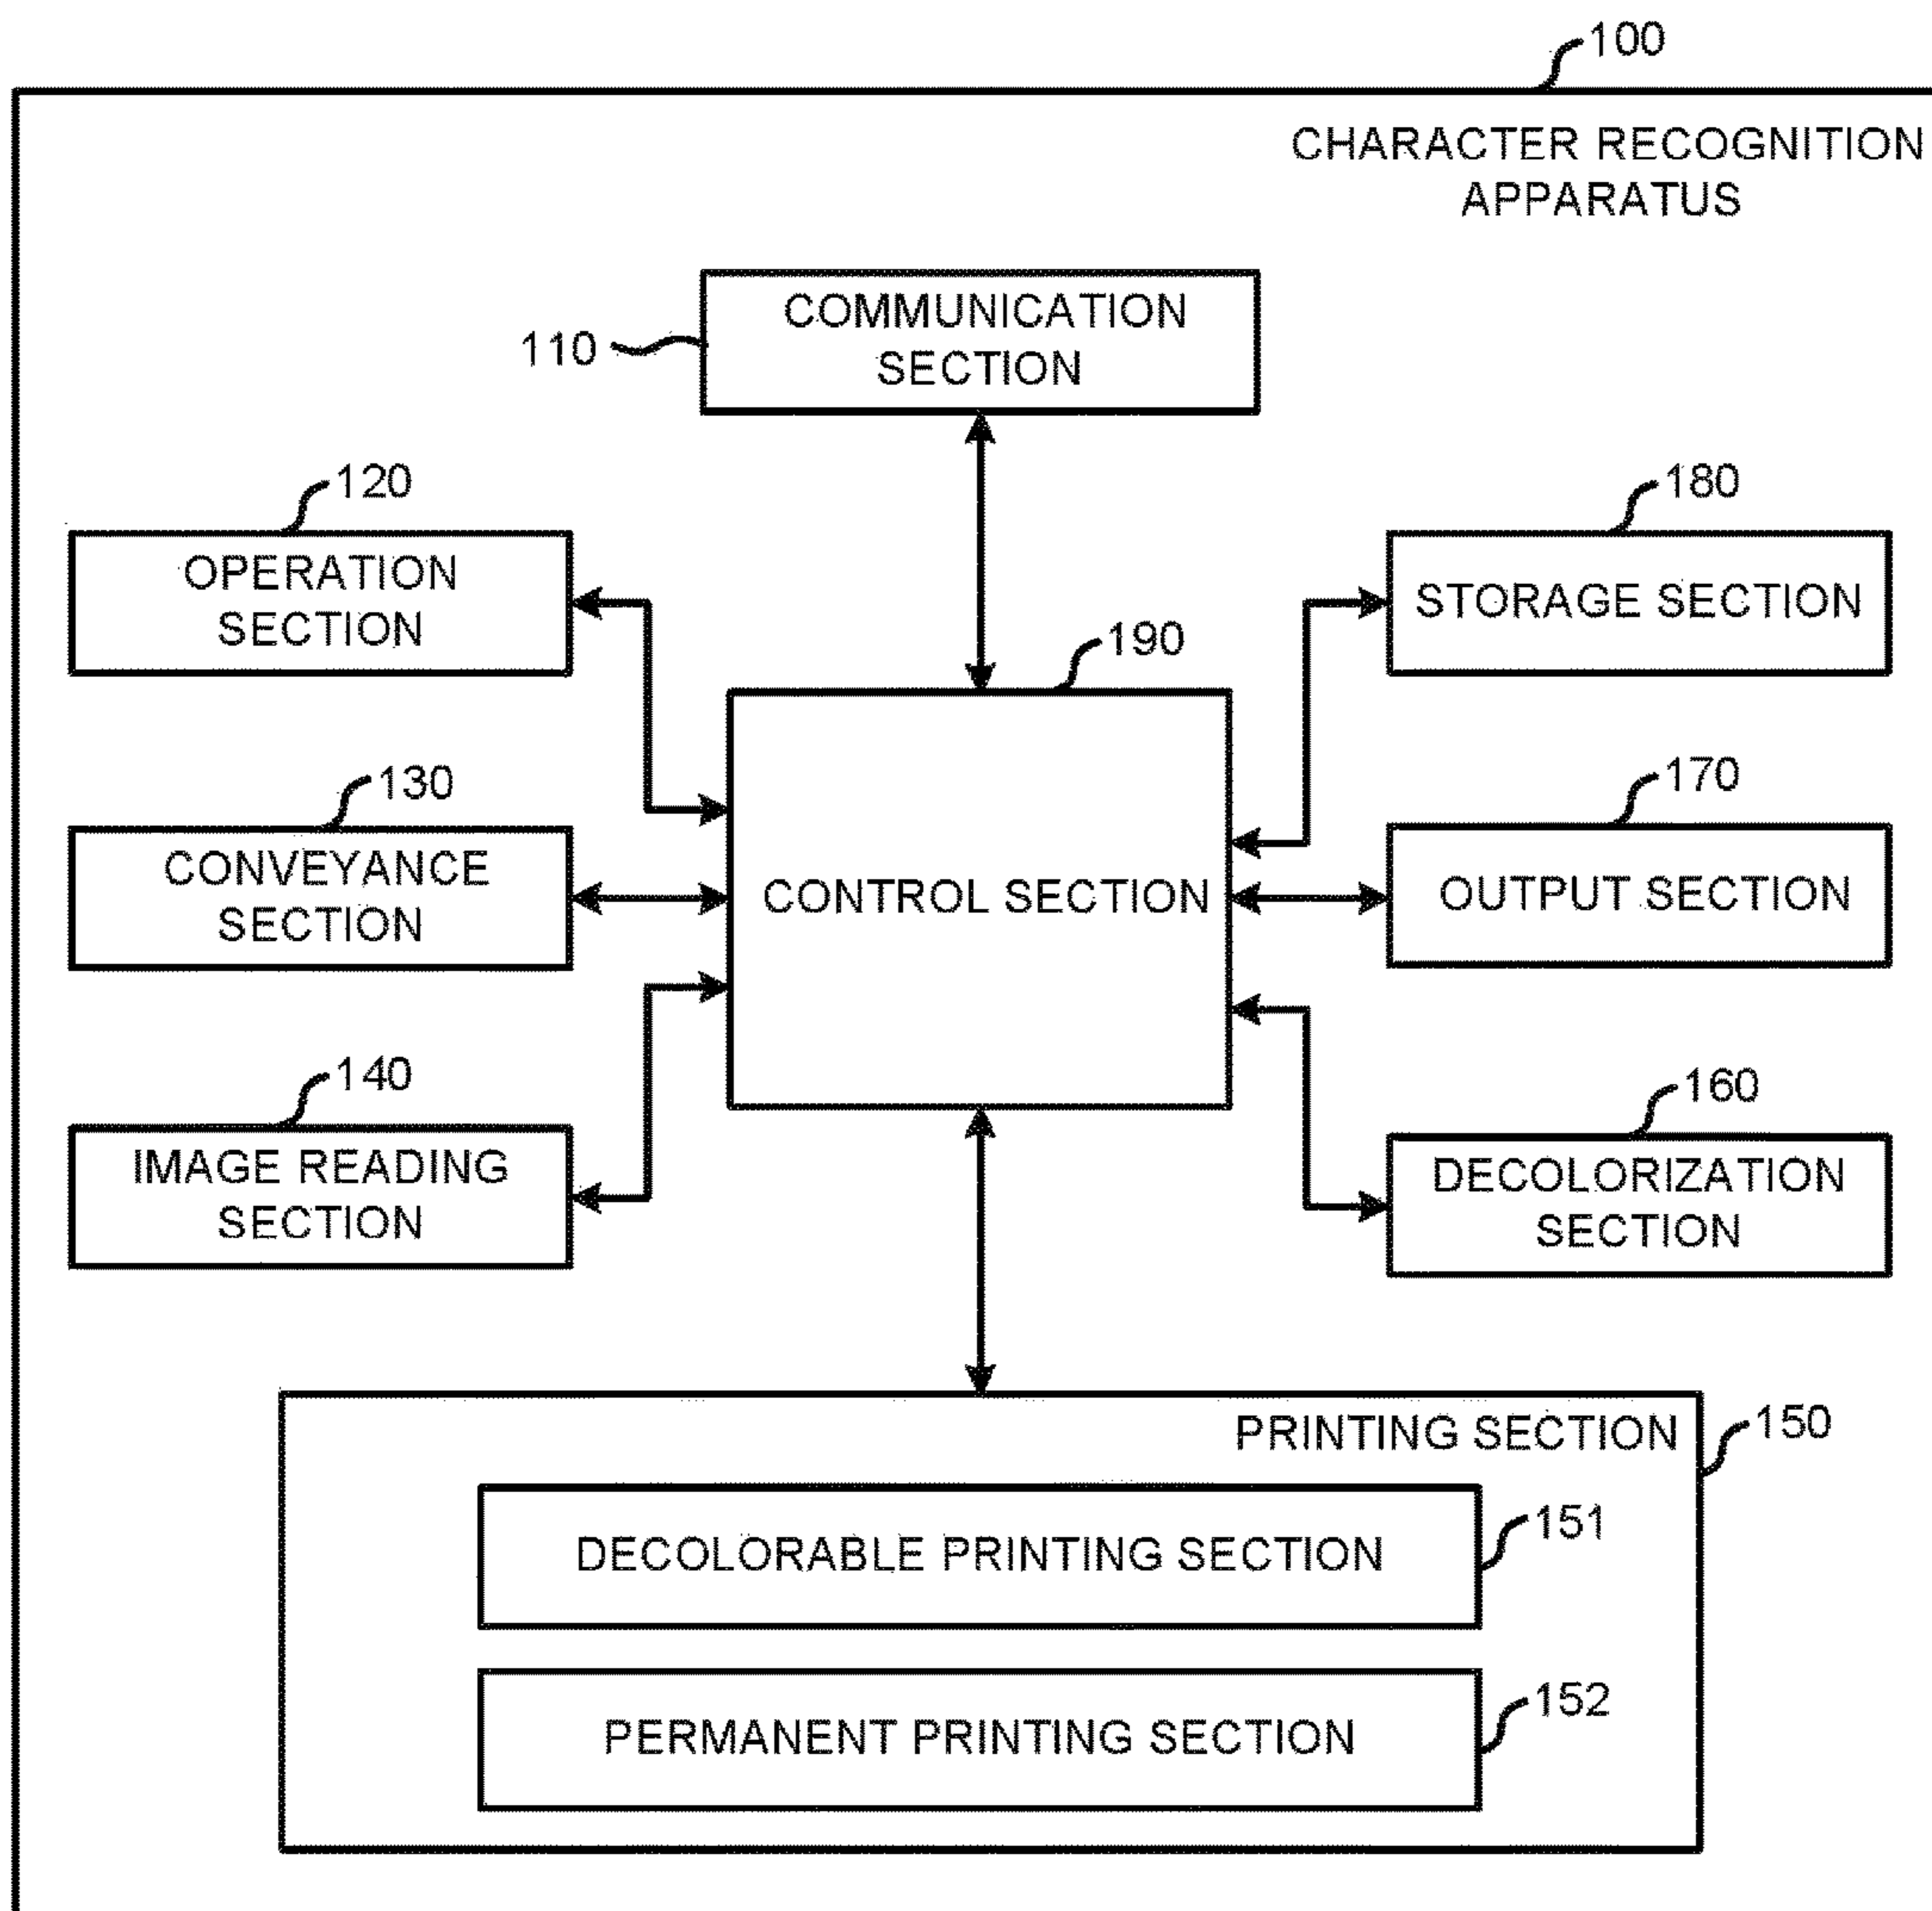 100
CHARACTER RECOGNITION
APPARATUS
COMMUNICATION
SECTION
110
120
OPERATION
SECTION
180
STORAGE SECTION
190
CONTROL SECTION
130
CONVEYANCE
SECTION
170
OUTPUT SECTION
140
IMAGE READING
SECTION
160
DECOLORIZATION
SECTION
PRINTING SECTION
150
DECOLORABLE PRINTING SECTION
151
PERMANENT PRINTING SECTION
152